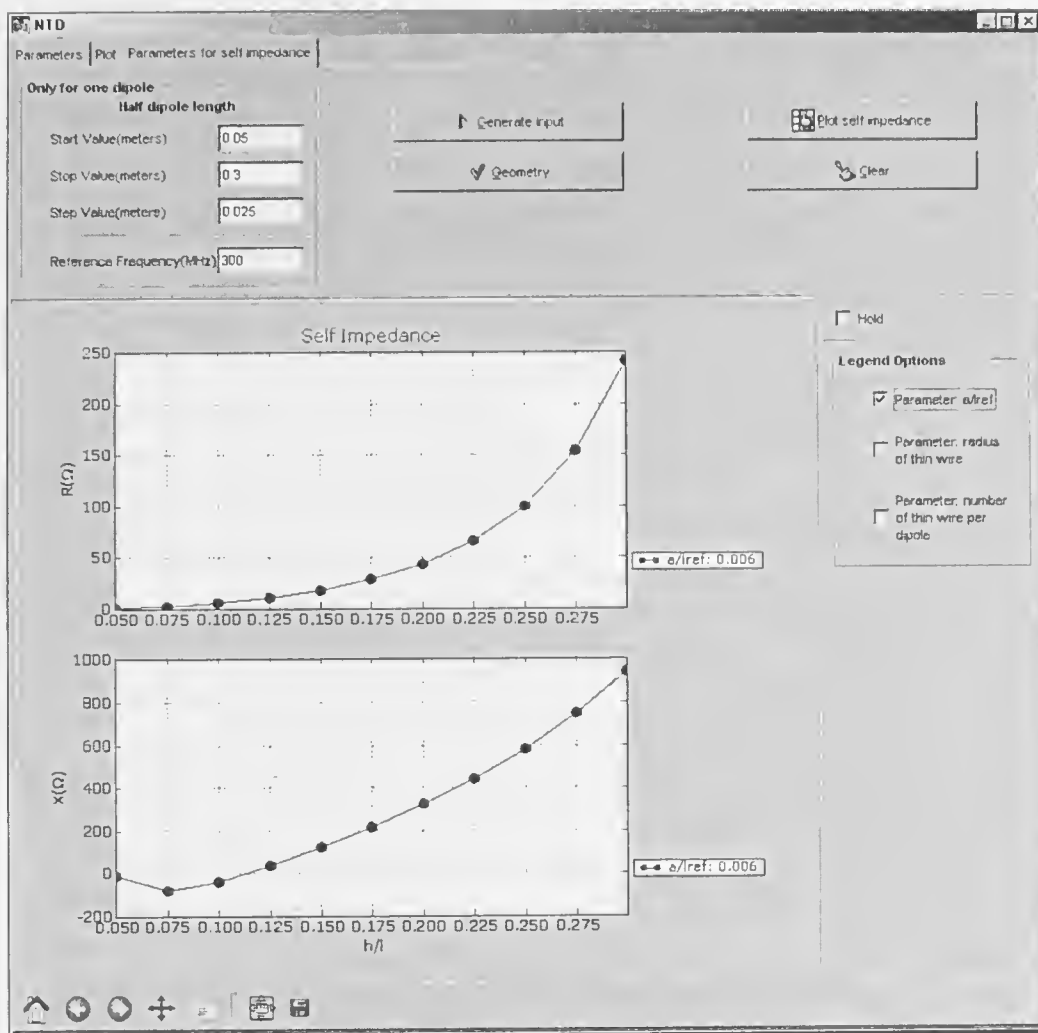 NTD
Parameters Plot Parameters for self impedance
Only for one dipole
Half dipole length
Start Value(meters) 0.05
Stop Value(meters) 0.3
Step Value(meters) 0.025
Reference Frequency(MHz) 300
Generate input
Geometry
Plot self impedance
Clear
Hold
Legend Options
Parameter: a/lref
Parameter: radius
of thin wire
Parameter: number
of thin wire per
dipole
Self Impedance
R(Ω)
250
200
150
100
50
0
0.050 0.075 0.100 0.125 0.150 0.175 0.200 0.225 0.250 0.275
a/lref: 0.006
X(Ω)
1000
800
600
400
200
0
-200
0.050 0.075 0.100 0.125 0.150 0.175 0.200 0.225 0.250 0.275
h/l
a/lref: 0.006